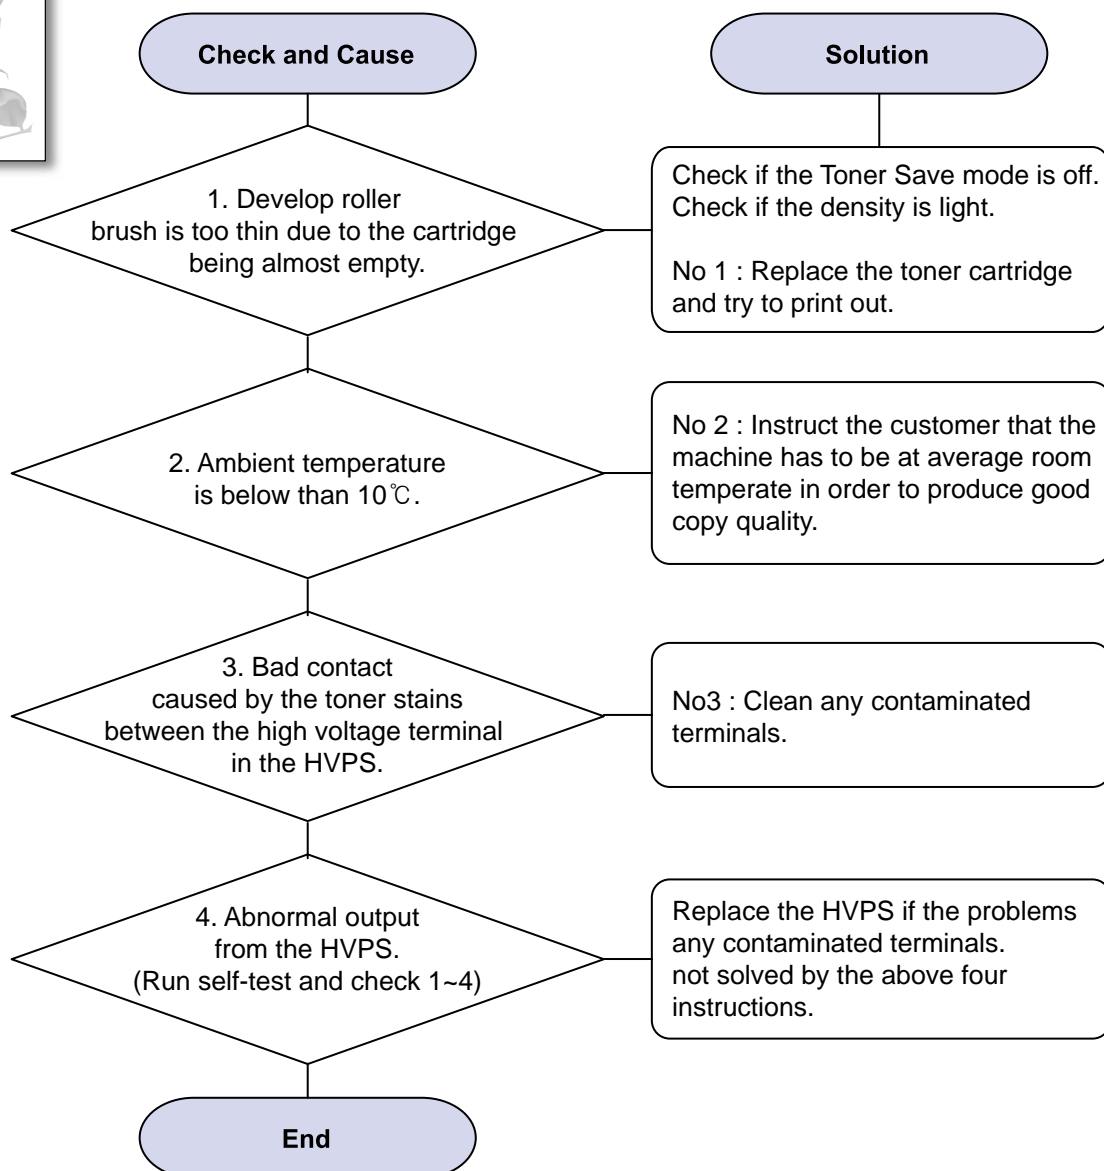 Check and Cause
Solution
1. Develop roller
brush is too thin due to the cartridge
being almost empty.
Check if the Toner Save mode is off.
Check if the density is light.
No 1 : Replace the toner cartridge
and try to print out.
2. Ambient temperature
is below than 10℃.
No 2 : Instruct the customer that the
machine has to be at average room
temperate in order to produce good
copy quality.
3. Bad contact
caused by the toner stains
between the high voltage terminal
in the HVPS.
No3 : Clean any contaminated
terminals.
4. Abnormal output
from the HVPS.
(Run self-test and check 1~4)
Replace the HVPS if the problems
any contaminated terminals.
not solved by the above four
instructions.
End